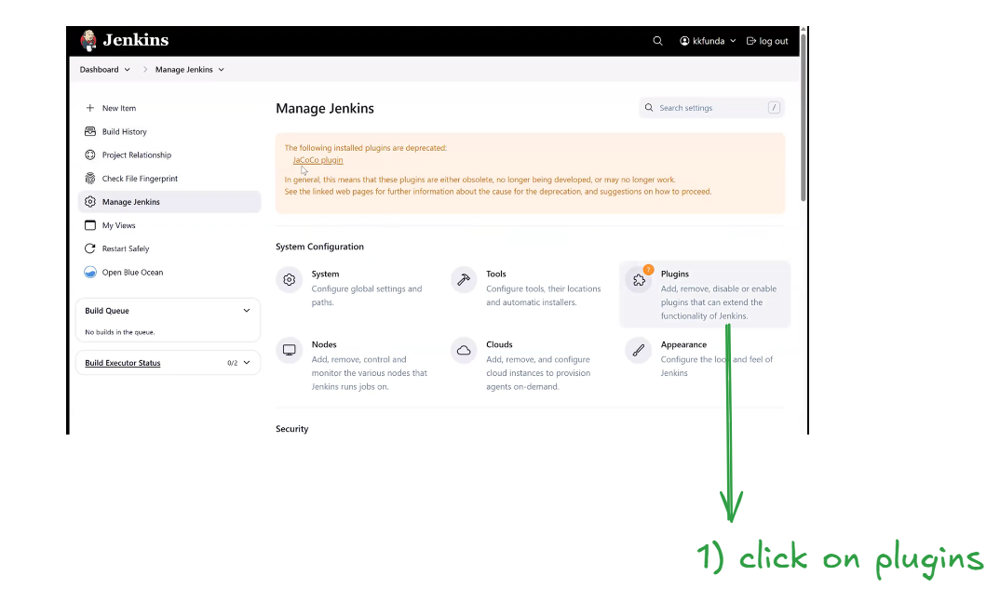 Jenkins
kkfunda
log out
Dashboard
Manage Jenkins
New Item
Build History
Project Relationship
Check File Fingerprint
Manage Jenkins
My Views
Restart Safely
Open Blue Ocean
Build Queue
No builds in the queue.
Build Executor Status 0/2
Manage Jenkins
Search settings /
The following installed plugins are deprecated:
JaCoCo plugin
In general, this means that these plugins are either obsolete, no longer being developed, or may no longer work.
See the linked web pages for further information about the cause for the deprecation, and suggestions on how to proceed.
System Configuration
System
Configure global settings and
paths.
Tools
Configure tools, their locations
and automatic installers.
7
Plugins
Add, remove, disable or enable
plugins that can extend the
functionality of Jenkins.
Nodes
Add, remove, control and
monitor the various nodes that
Jenkins runs jobs on.
Clouds
Add, remove, and configure
cloud instances to provision
agents on-demand.
Appearance
Configure the look and feel of
Jenkins
Security
1) click on plugins